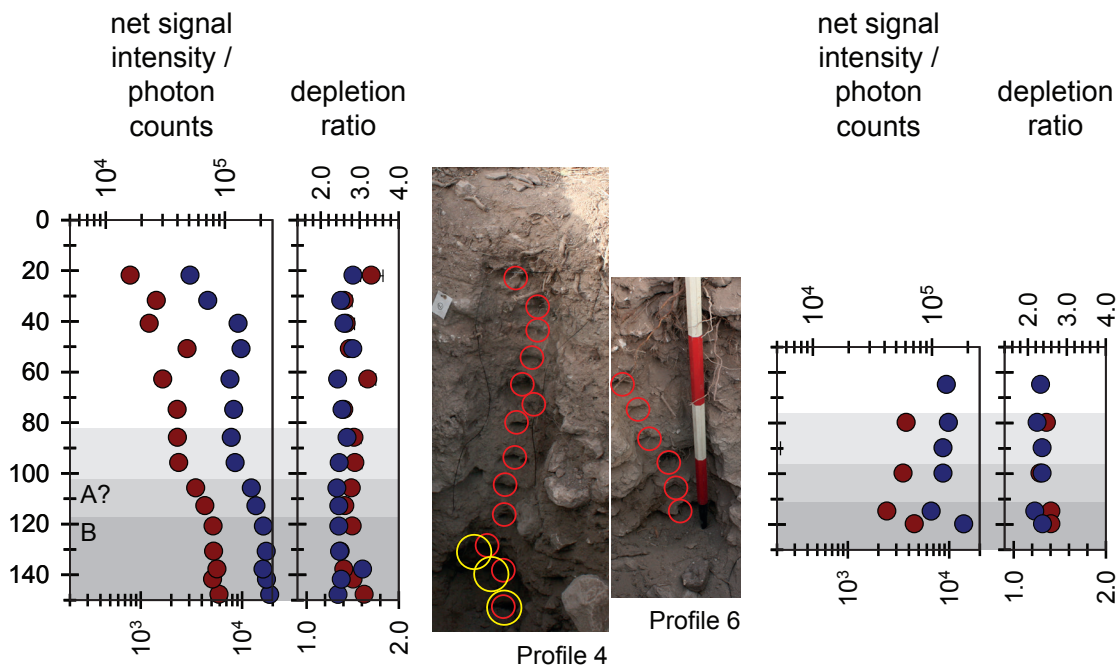 net signal
intensity /
photon
counts
depletion
ratio
net signal
intensity /
photon
counts
depletion
ratio
10⁴ 10⁵ 2.0 3.0 4.0
10⁴ 10⁵ 2.0 3.0 4.0
0
20
40
60
80
100
120
140
A?
B
10³ 10⁴ 1.0 2.0
10³ 10⁴ 1.0 2.0
Profile 4
Profile 6